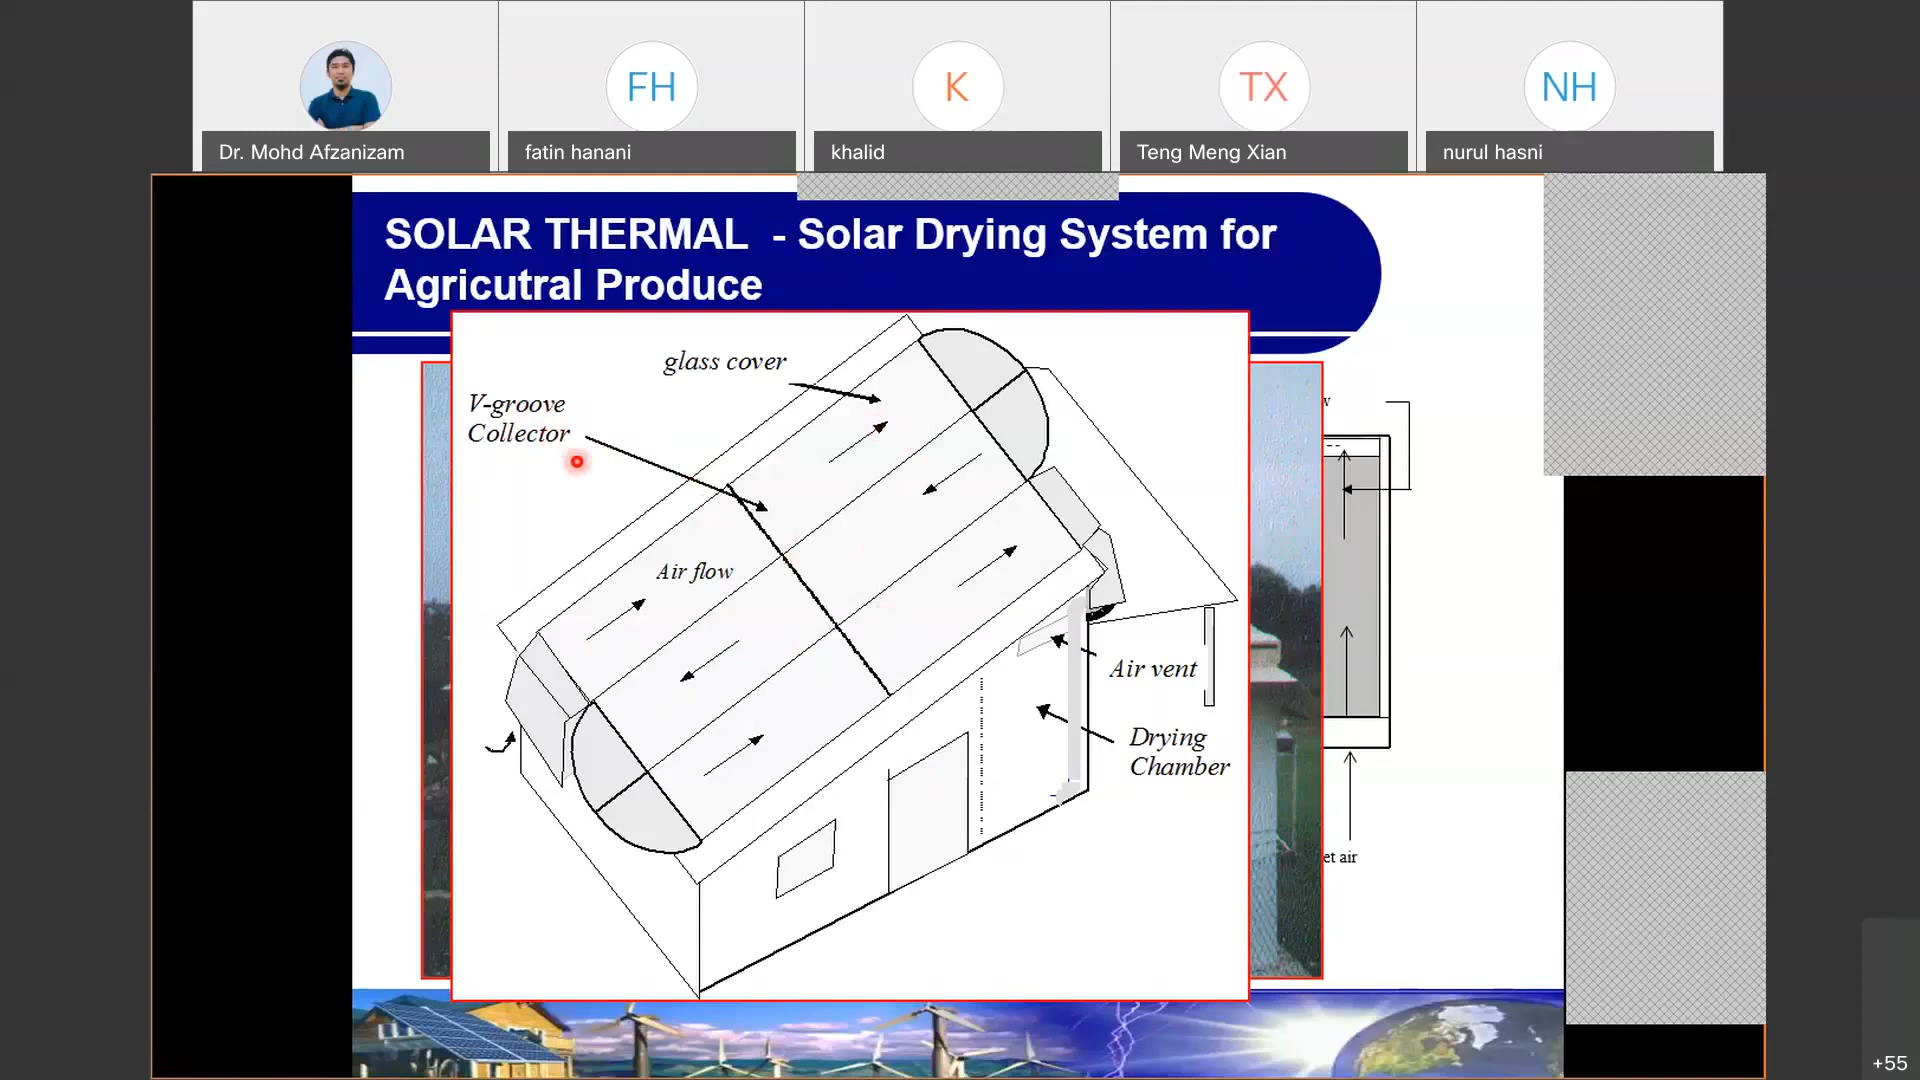 FH
K
TX
NH
Dr. Mohd Afzanizam
fatin hanani
khalid
Teng Meng Xian
nurul hasni
SOLAR THERMAL - Solar Drying System for
Agricutral Produce
glass cover
V-groove
Collector
Air flow
Air vent
Drying
Chamber
et air
+55